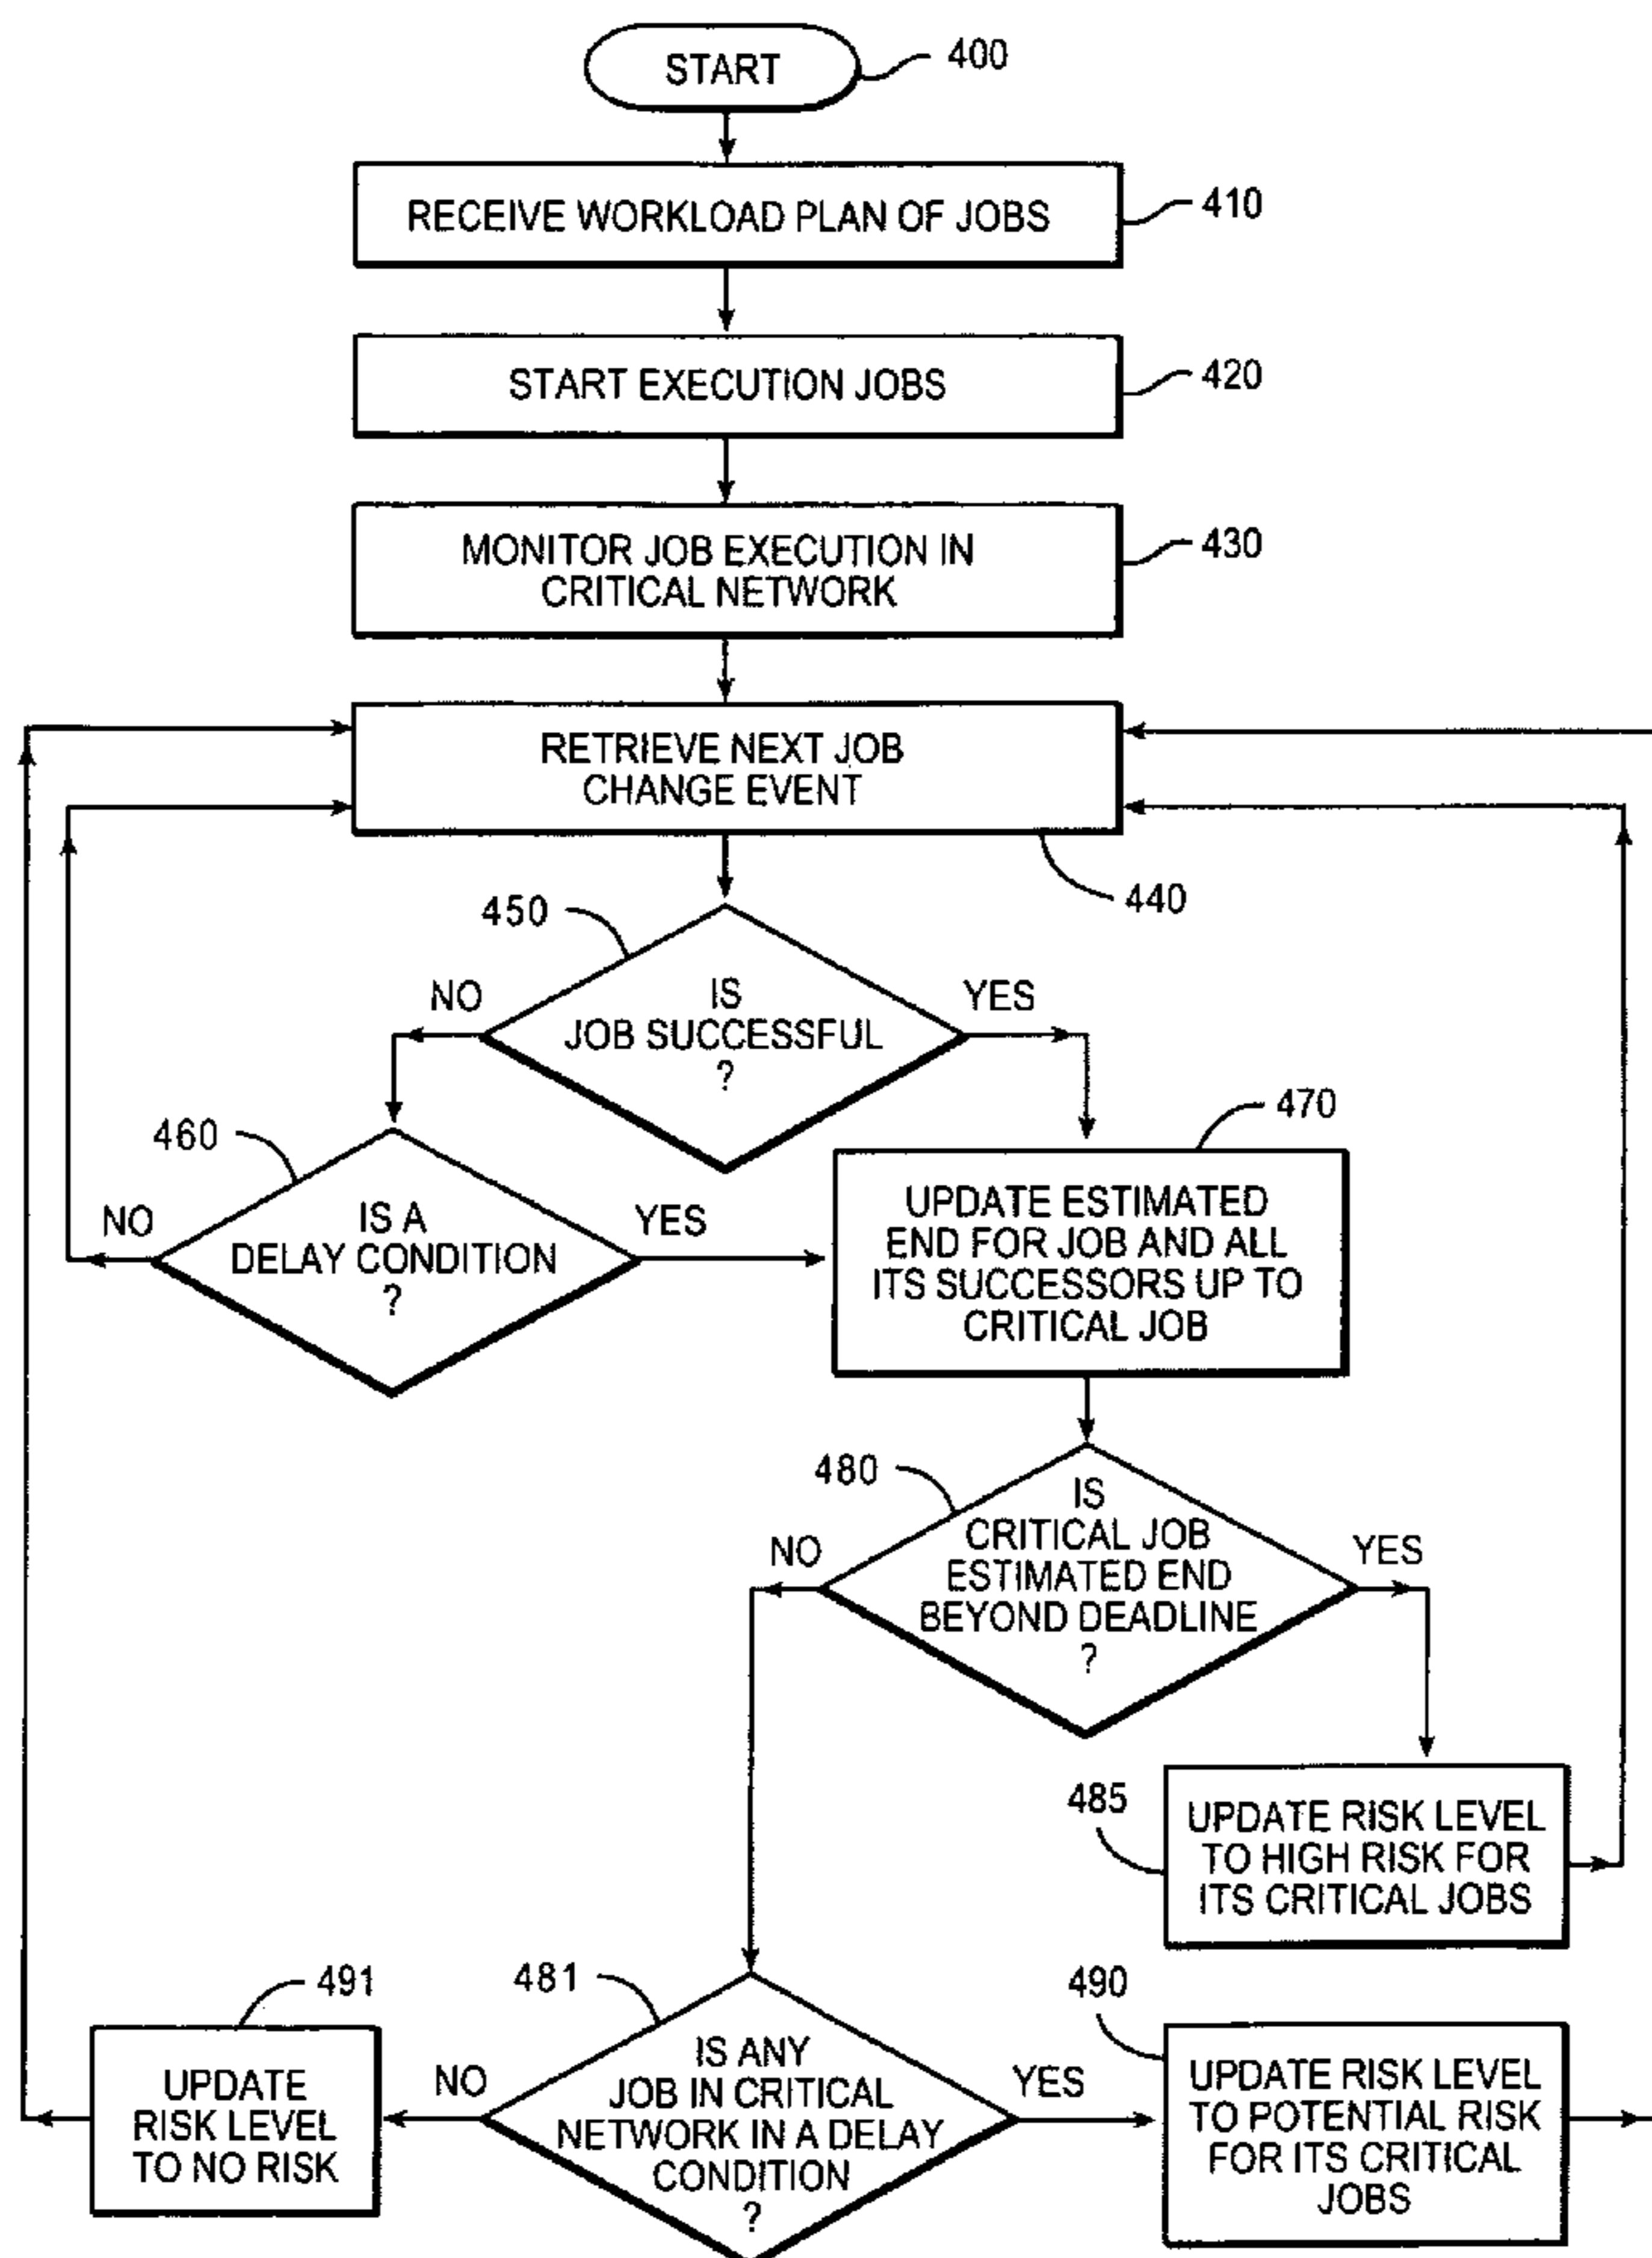 START
400
RECEIVE WORKLOAD PLAN OF JOBS
410
START EXECUTION JOBS
420
MONITOR JOB EXECUTION IN
CRITICAL NETWORK
430
RETRIEVE NEXT JOB
CHANGE EVENT
440
450
NO
IS
JOB SUCCESSFUL
?
YES
460
NO
IS A
DELAY CONDITION
?
YES
470
UPDATE ESTIMATED
END FOR JOB AND ALL
ITS SUCCESSORS UP TO
CRITICAL JOB
480
NO
IS
CRITICAL JOB
ESTIMATED END
BEYOND DEADLINE
?
YES
485
UPDATE RISK LEVEL
TO HIGH RISK FOR
ITS CRITICAL JOBS
491
UPDATE
RISK LEVEL
TO NO RISK
481
NO
IS ANY
JOB IN CRITICAL
NETWORK IN A DELAY
CONDITION
?
YES
490
UPDATE RISK LEVEL
TO POTENTIAL RISK
FOR ITS CRITICAL
JOBS